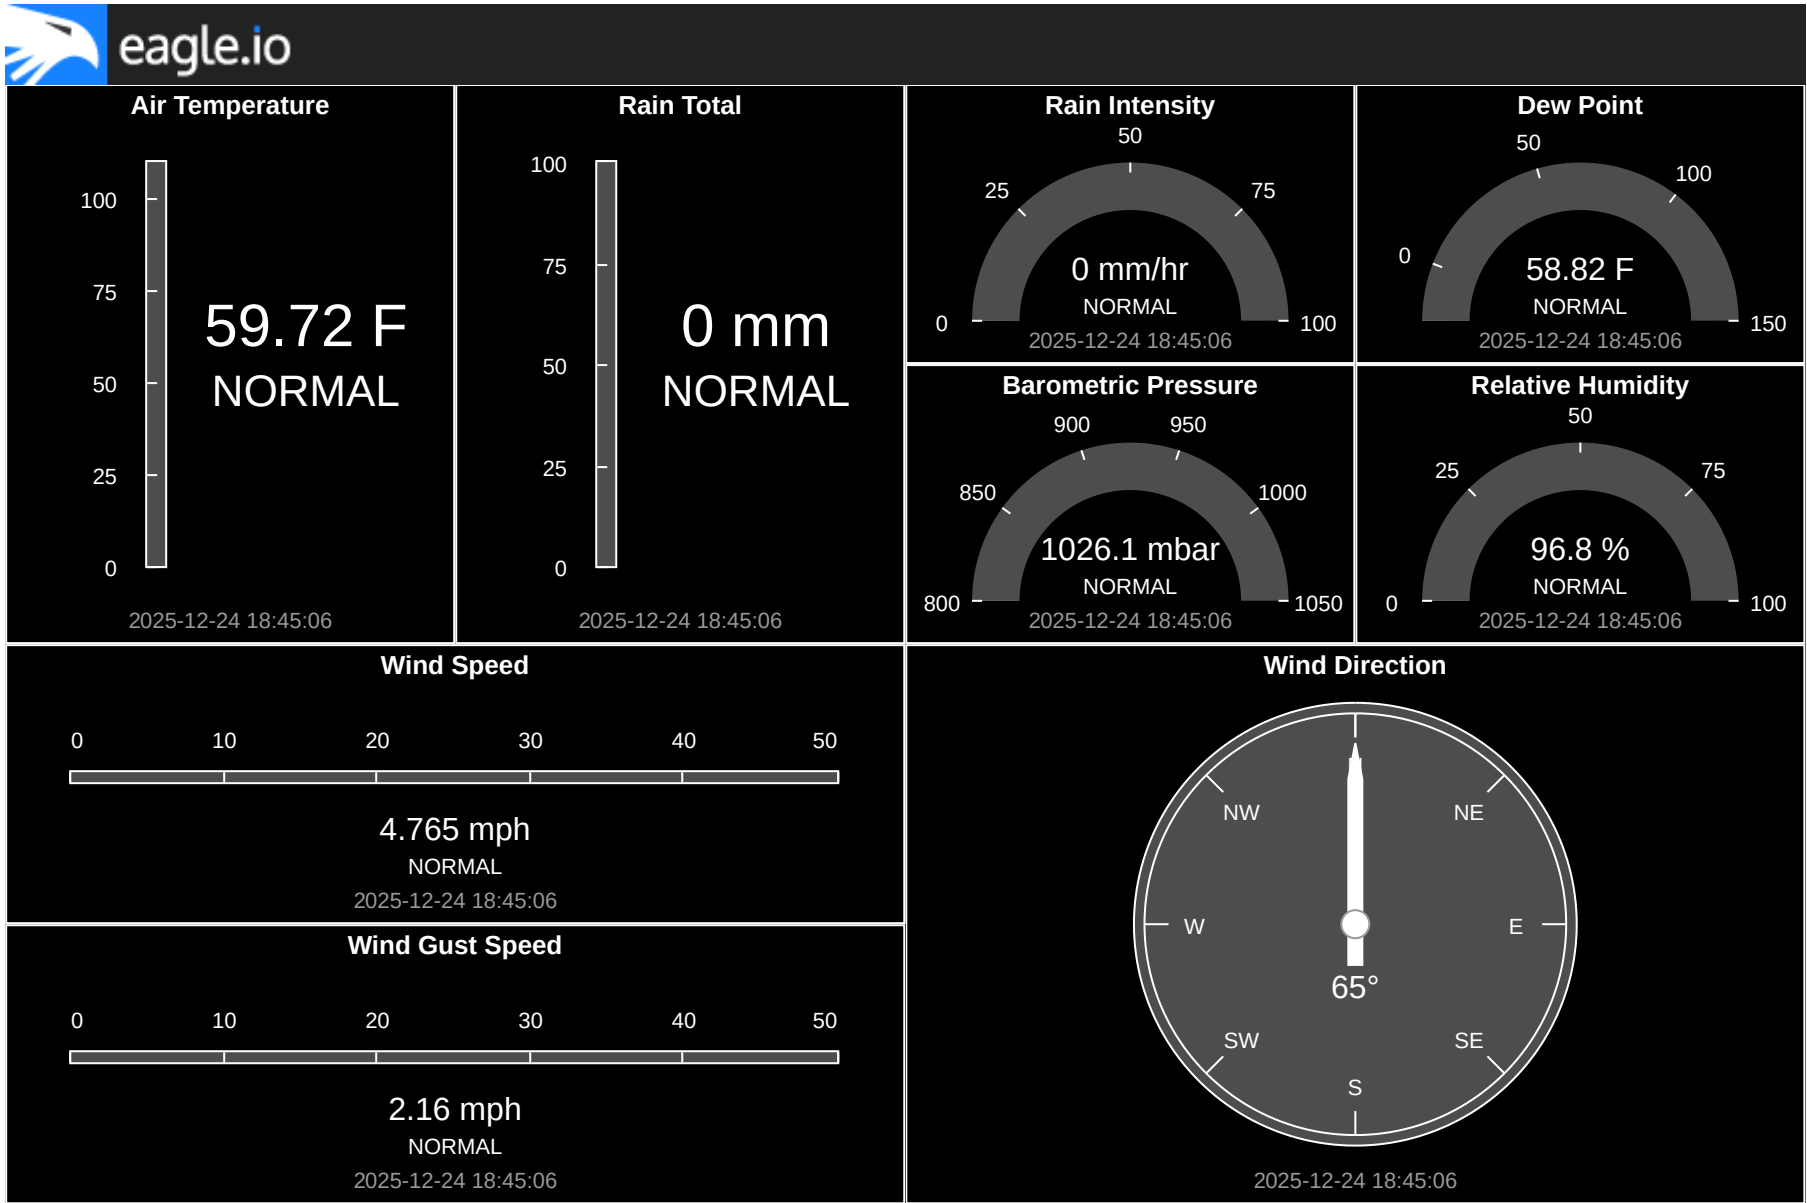 eagle.io
Air Temperature
100
75
50
25
0
59.72 F
NORMAL
2025-12-24 18:45:06
Rain Total
100
75
50
25
0
0 mm
NORMAL
2025-12-24 18:45:06
Rain Intensity
50
25
75
0
100
0 mm/hr
NORMAL
2025-12-24 18:45:06
Dew Point
50
100
0
150
58.82 F
NORMAL
2025-12-24 18:45:06
Barometric Pressure
900
950
850
1000
800
1050
1026.1 mbar
NORMAL
2025-12-24 18:45:06
Relative Humidity
50
25
75
0
100
96.8 %
NORMAL
2025-12-24 18:45:06
Wind Speed
0 10 20 30 40 50
4.765 mph
NORMAL
2025-12-24 18:45:06
Wind Gust Speed
0 10 20 30 40 50
2.16 mph
NORMAL
2025-12-24 18:45:06
Wind Direction
NW NE
W E
65°
SW SE
S
2025-12-24 18:45:06